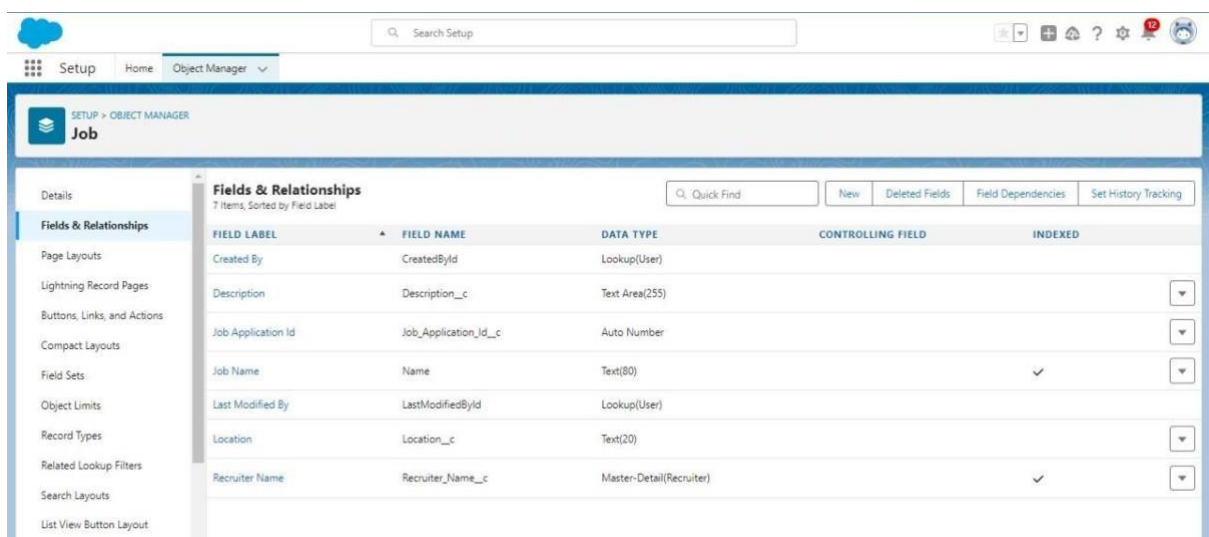 Search Setup
12
Setup Home Object Manager
SETUP > OBJECT MANAGER
Job
Details
Fields & Relationships
Page Layouts
Lightning Record Pages
Buttons, Links, and Actions
Compact Layouts
Field Sets
Object Limits
Record Types
Related Lookup Filters
Search Layouts
List View Button Layout
Fields & Relationships
7 Items, Sorted by Field Label
Quick Find New Deleted Fields Field Dependencies Set History Tracking
FIELD LABEL FIELD NAME DATA TYPE CONTROLLING FIELD INDEXED
Created By CreatedById Lookup(User)
Description Description__c Text Area(255)
Job Application Id Job_Application_Id__c Auto Number
Job Name Name Text(80)
Last Modified By LastModifiedById Lookup(User)
Location Location__c Text(20)
Recruiter Name Recruiter_Name__c Master-Detail(Recruiter)